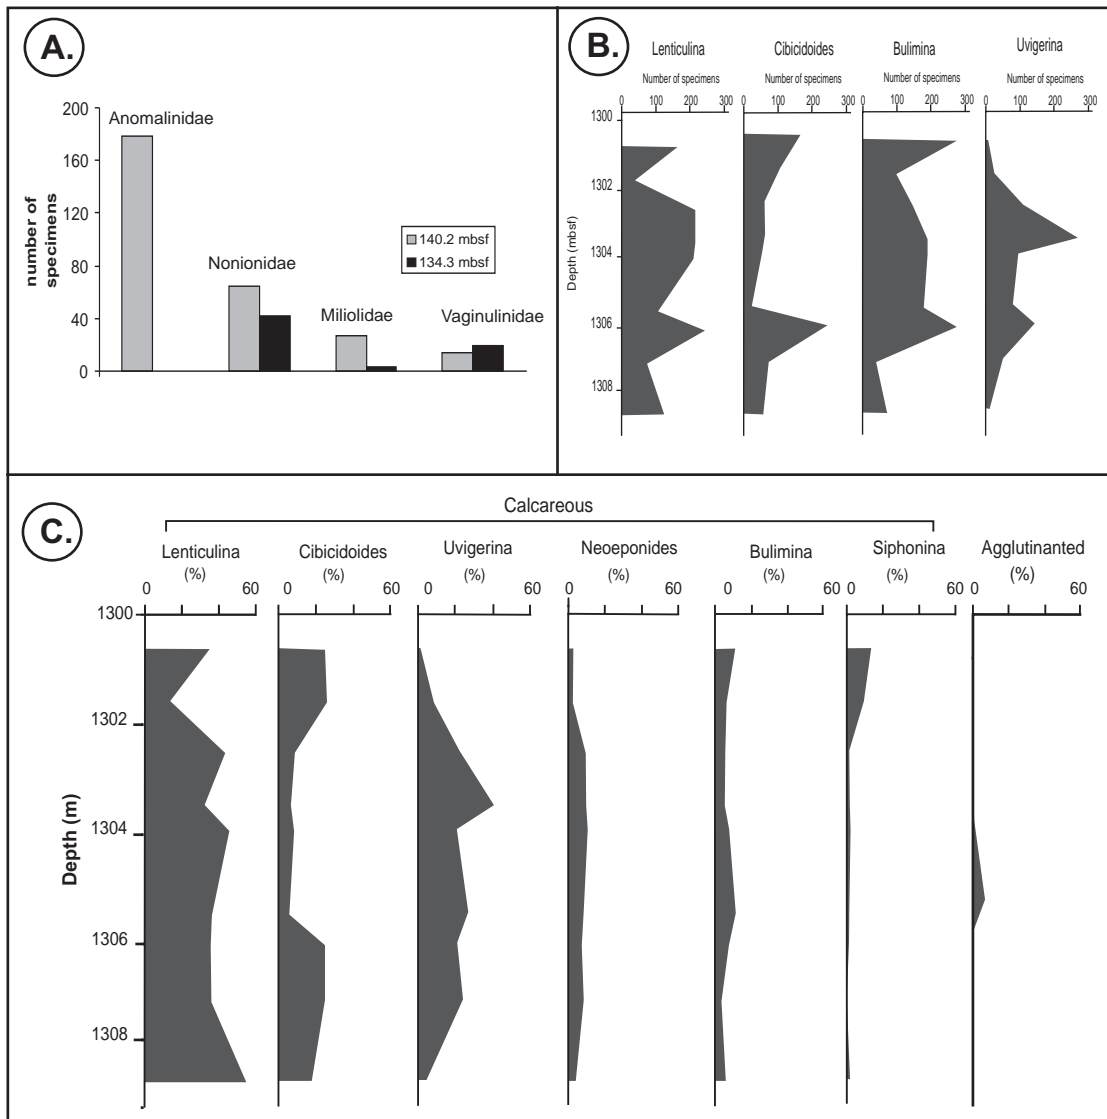 A.
number of
specimens
200
160
120
80
40
0
Anomalinidae
Nonionidae
Miliolidae
Vaginulinidae
140.2 mbsf
134.3 mbsf
B.
Lenticulina Cibicidoides Bulimina Uvigerina
Number of specimens Number of specimens Number of specimens Number of specimens
0 100 200 300 0 100 200 300 0 100 200 300 0 100 200 300
Depth (mbsf)
1300
1302
1304
1306
1308
C.
Calcareous
Lenticulina Cibicidoides Uvigerina Neoeponides Bulimina Siphonina Agglutinanted
(%) (%) (%) (%) (%) (%) (%)
0 60 0 60 0 60 0 60 0 60 0 60 0 60
Depth (m)
1300
1302
1304
1306
1308